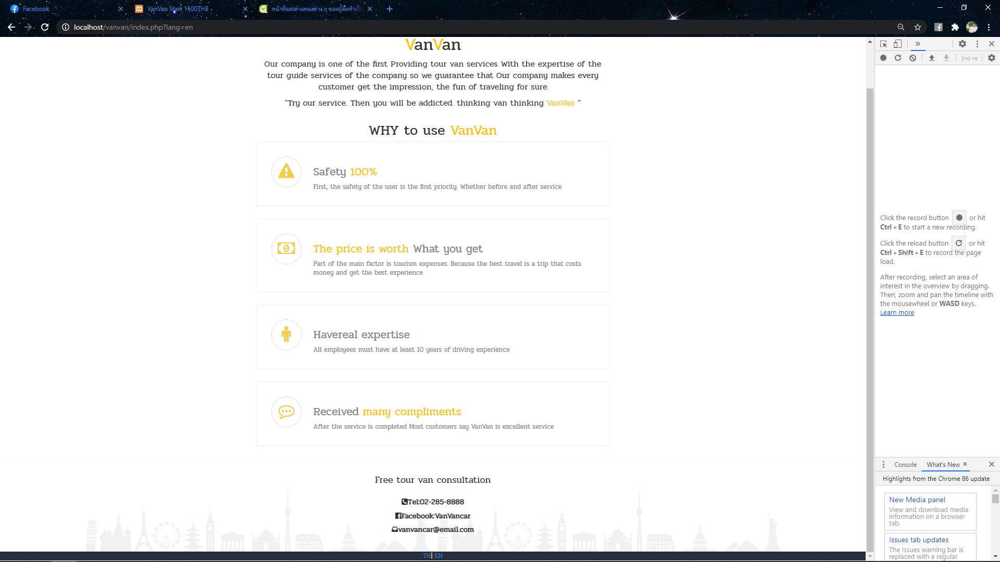 Facebook
VanVan Start 1500THB
หน้าที่และตำแหน่งต่าง ๆ ของผู้จัดทำเว็บ
localhost/vanvan/index.php?lang=en
VanVan
Our company is one of the first Providing tour van services With the expertise of the
tour guide services of the company so we guarantee that Our company makes every
customer get the impression, the fun of traveling for sure
"Try our service. Then you will be addicted. thinking van thinking VanVan "
WHY to use VanVan
Safety 100%
First, the safety of the user is the first priority. Whether before and after service
The price is worth What you get
Part of the main factor is tourism expenses. Because the best travel is a trip that costs
money and get the best experience
Havereal expertise
All employees must have at least 10 years of driving experience
Received many compliments
After the service is completed Most customers say VanVan is excellent service
Free tour van consultation
Tel:02-285-8888
Facebook:VanVancar
vanvancar@email.com
TH| EN
(no re
Click the record button or hit
Ctrl + E to start a new recording.
Click the reload button or hit
Ctrl + Shift + E to record the page
load.
After recording, select an area of
interest in the overview by dragging.
Then, zoom and pan the timeline with
the mousewheel or WASD keys.
Learn more
Console
What's New
Highlights from the Chrome 86 update
New Media panel
View and download media
information on a browser
tab.
Issues tab updates
The Issues warning bar is
replaced with a regular